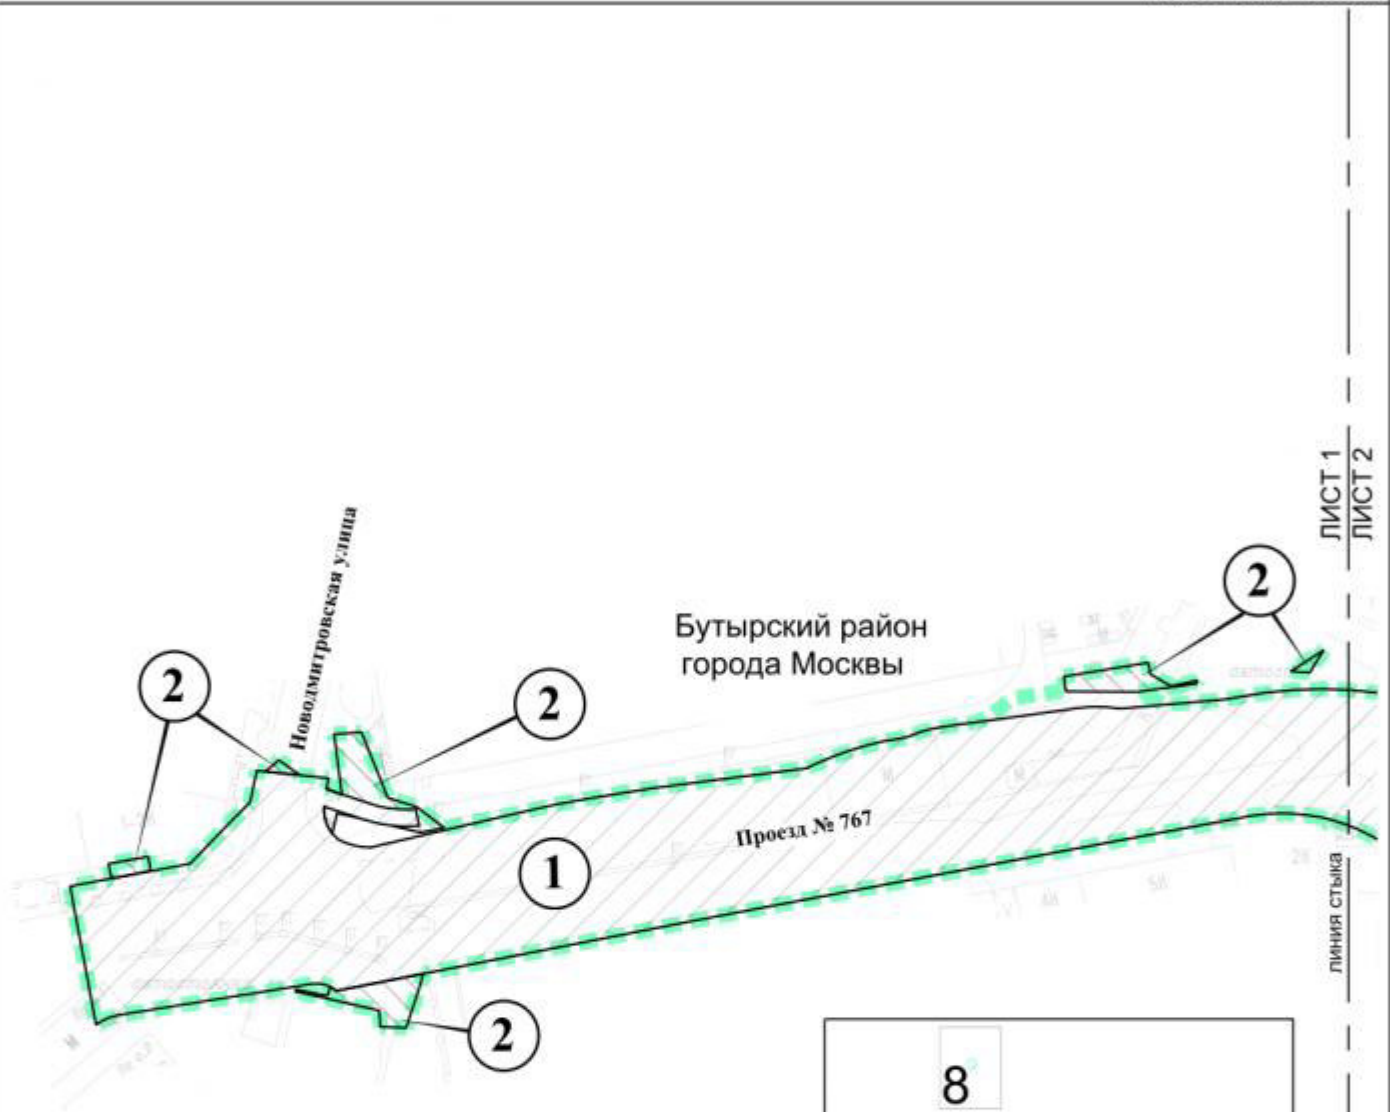 ЛИСТ 1
ЛИСТ 2
2
Бутырский район
города Москвы
Новодмитровская улица
2
2
Проезд № 767
1
линия стыка
2
8